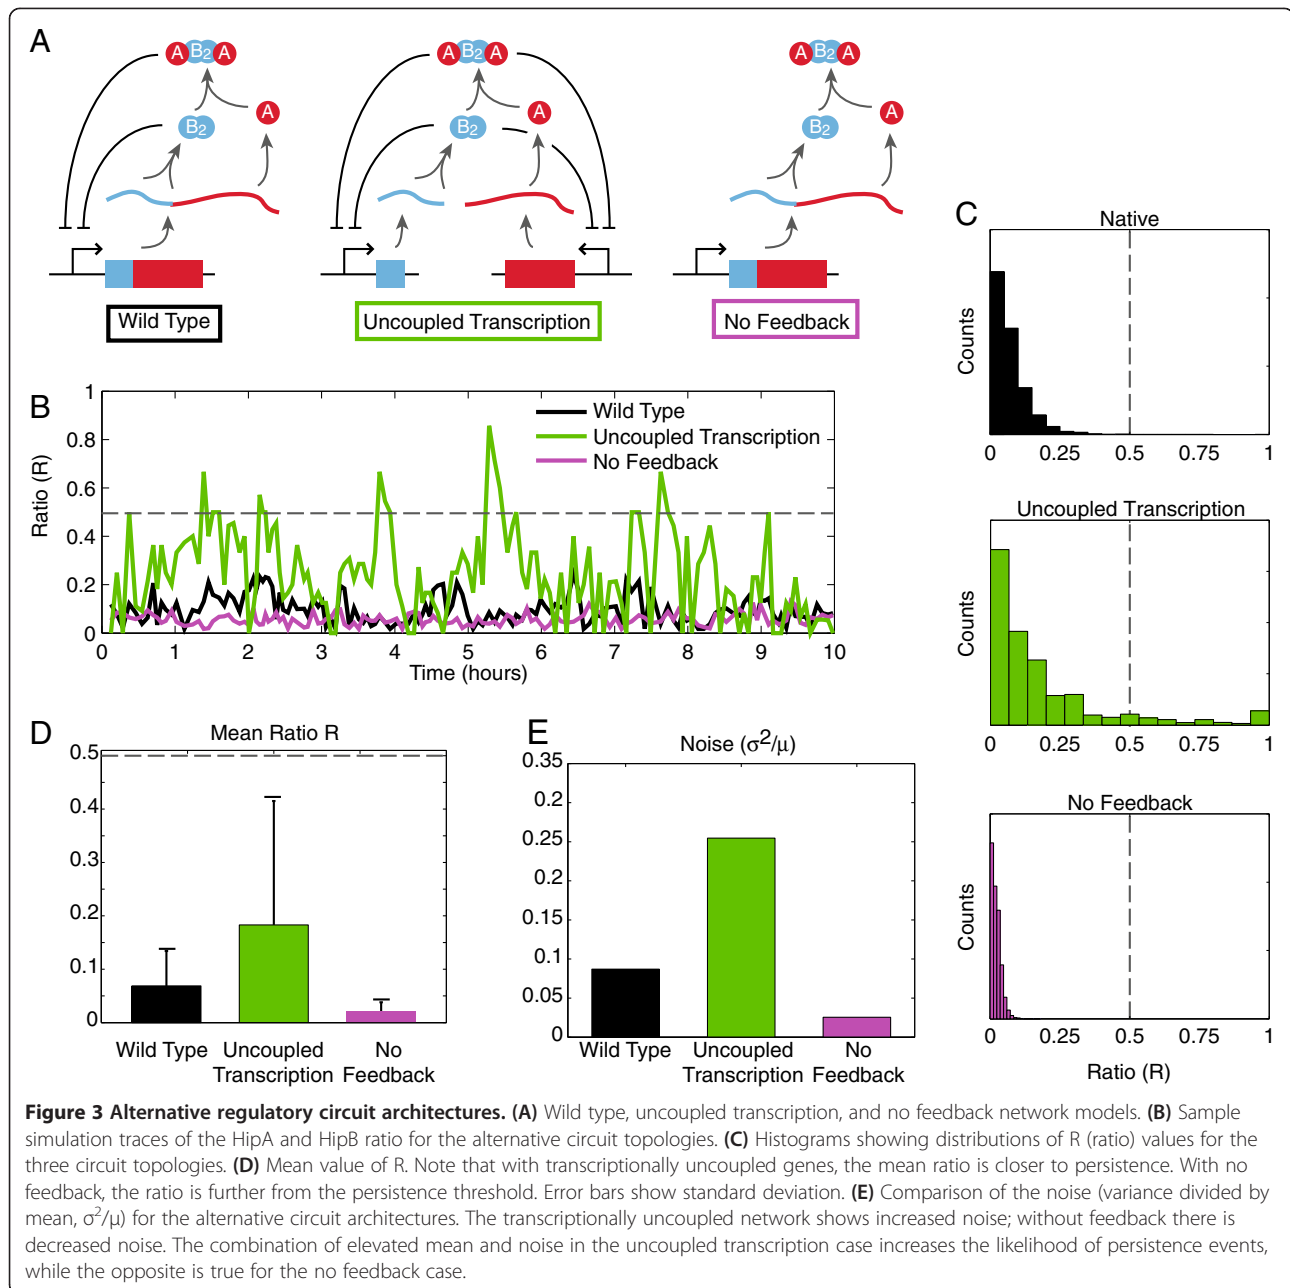 A
A B2 A
A
B2
Wild Type
A B2 A
A
B2
Uncoupled Transcription
A B2 A
A
B2
No Feedback
B
Ratio (R)
1
0.8
0.6
0.4
0.2
0
Wild Type
Uncoupled Transcription
No Feedback
0 1 2 3 4 5 6 7 8 9 10
Time (hours)
C
Native
Counts
0 0.25 0.5 1
Uncoupled Transcription
Counts
0 0.25 0.5 1
No Feedback
Counts
0 0.25 0.5 1
Ratio (R)
D
Mean Ratio R
0.5
0.4
0.3
0.2
0.1
0
Wild Type Uncoupled No
Transcription Feedback
E
Noise (σ²/μ)
0.35
0.2
0.25
0.2
0.15
0.1
0.05
0
Wild Type Uncoupled No
Transcription Feedback
Figure 3 Alternative regulatory circuit architectures. (A) Wild type, uncoupled transcription, and no feedback network models. (B) Sample
simulation traces of the HipA and HipB ratio for the alternative circuit topologies. (C) Histograms showing distributions of R (ratio) values for the
three circuit topologies. (D) Mean value of R. Note that with transcriptionally uncoupled genes, the mean ratio is closer to persistence. With no
feedback, the ratio is further from the persistence threshold. Error bars show standard deviation. (E) Comparison of the noise (variance divided by
mean, σ²/μ) for the alternative circuit architectures. The transcriptionally uncoupled network shows increased noise; without feedback there is
decreased noise. The combination of elevated mean and noise in the uncoupled transcription case increases the likelihood of persistence events,
while the opposite is true for the no feedback case.